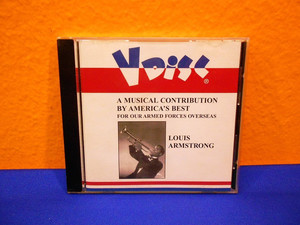 V Disc®
A MUSICAL CONTRIBUTION
BY AMERICA'S BEST
FOR OUR ARMED FORCES OVERSEAS
LOUIS
ARMSTRONG